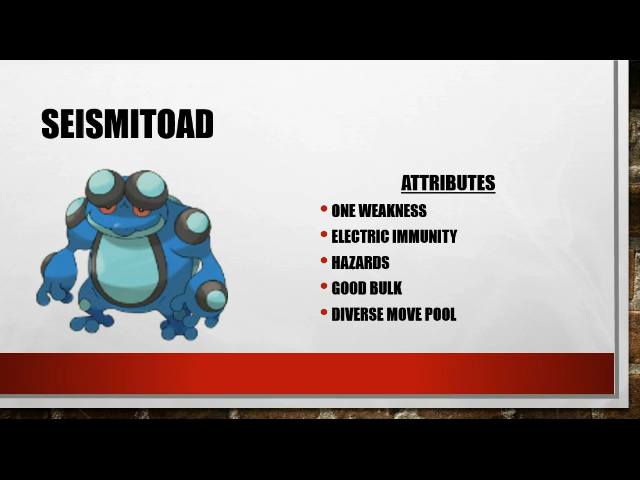 SEISMITOAD
ATTRIBUTES
• ONE WEAKNESS
• ELECTRIC IMMUNITY
• HAZARDS
• GOOD BULK
• DIVERSE MOVE POOL